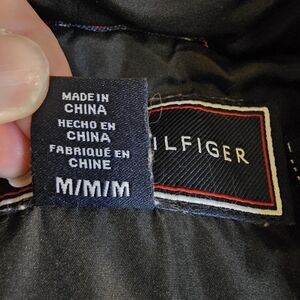 MADE IN
CHINA
HECHO EN
CHINA
FABRIQUÉ EN
CHINE
M/M/M
ILFIGER